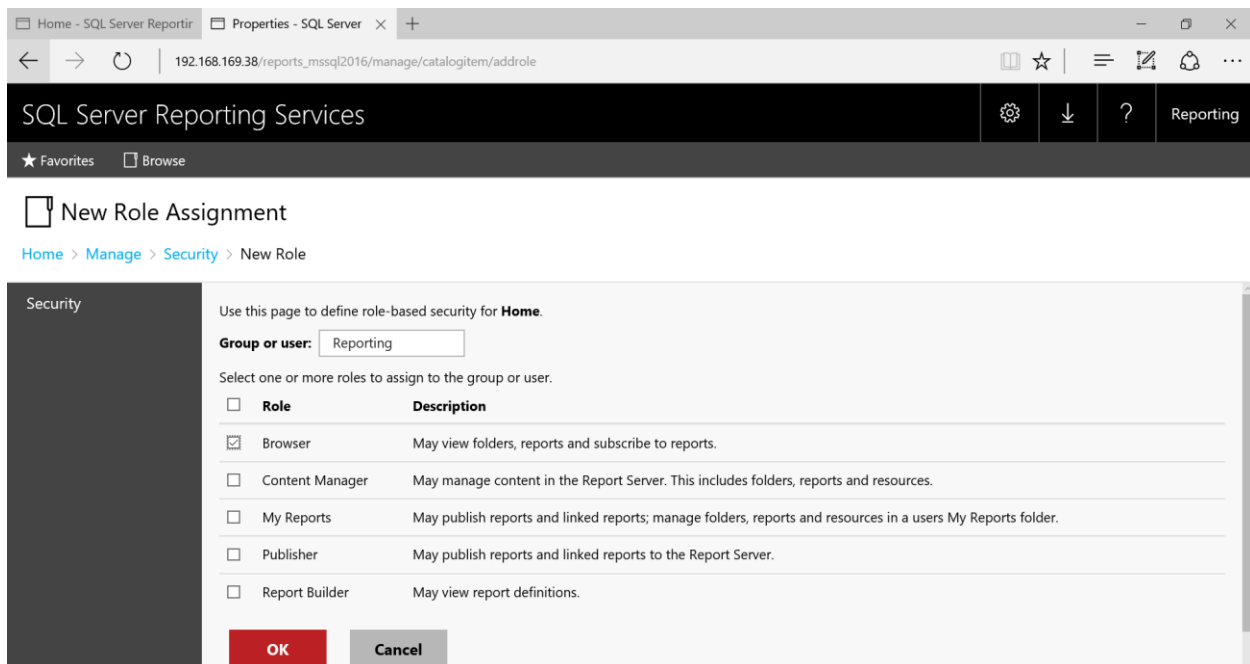 Home - SQL Server Reportir
Properties - SQL Server
192.168.169.38/reports_mssql2016/manage/catalogitem/addrole
SQL Server Reporting Services
?
Reporting
Favorites
Browse
New Role Assignment
Home > Manage > Security > New Role
Security
Use this page to define role-based security for Home.
Group or user: Reporting
Select one or more roles to assign to the group or user.
Role Description
Browser May view folders, reports and subscribe to reports.
Content Manager May manage content in the Report Server. This includes folders, reports and resources.
My Reports May publish reports and linked reports; manage folders, reports and resources in a users My Reports folder.
Publisher May publish reports and linked reports to the Report Server.
Report Builder May view report definitions.
OK Cancel